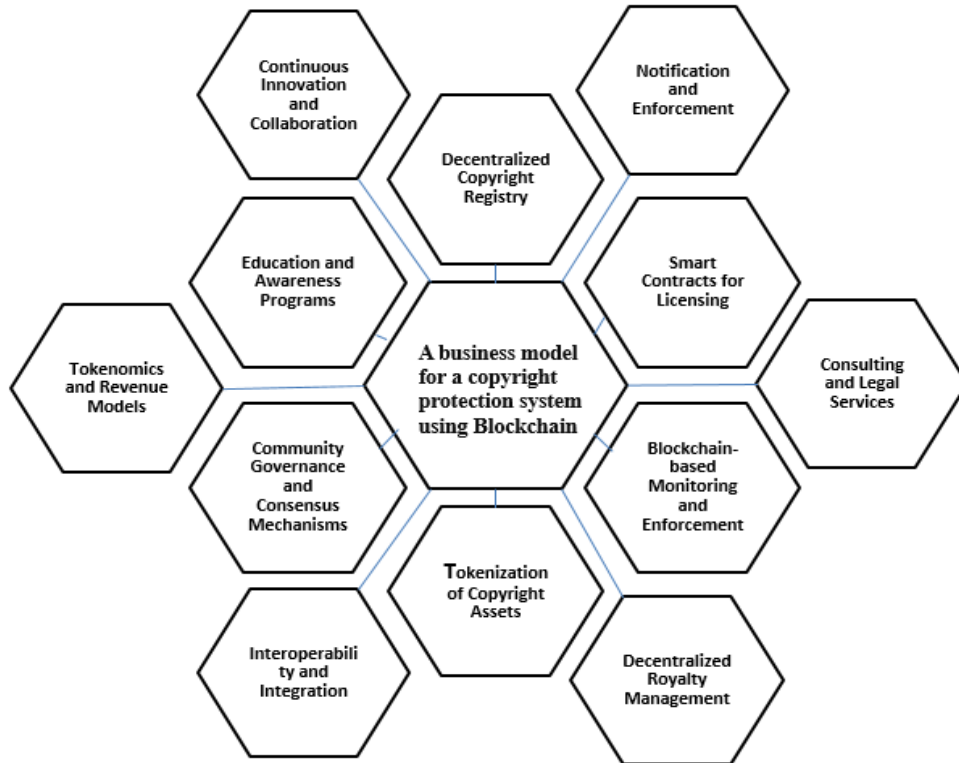 Continuous
Innovation
and
Collaboration
Notification
and
Enforcement
Decentralized
Copyright
Registry
Education and
Awareness
Programs
Smart
Contracts for
Licensing
Tokenomics
and Revenue
Models
A business model
for a copyright
protection system
using Blockchain
Consulting
and Legal
Services
Community
Governance
and
Consensus
Mechanisms
Blockchain-
based
Monitoring
and
Enforcement
Tokenization
of Copyright
Assets
Interoperabili
ty and
Integration
Decentralized
Royalty
Management